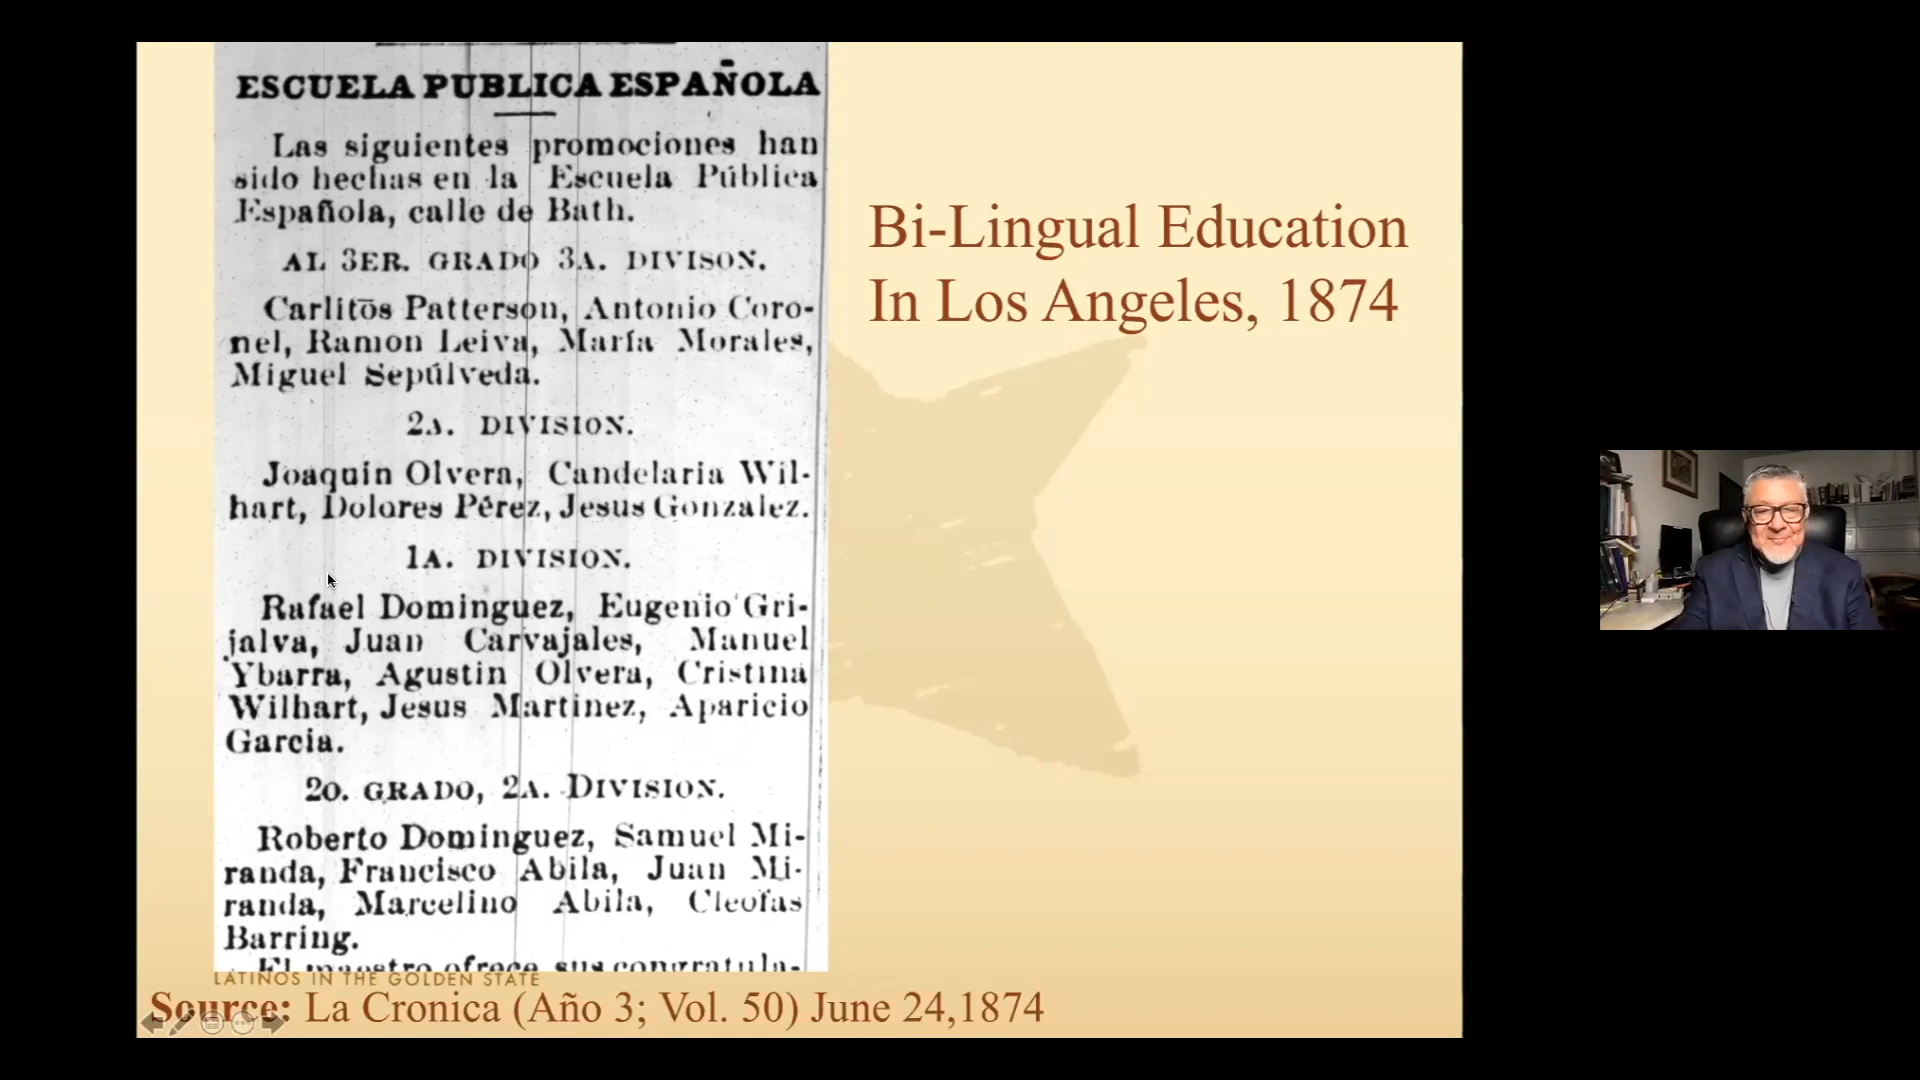 ESCUELA PUBLICA ESPAÑOLA
Las siguientes promociones han
sido hechas en la Escuela Pública
Española, calle de Bath.
AL 3ER. GRADO 3A. DIVISON.
Carlitos Patterson, Antonio Coro-
nel, Ramon Leiva, María Morales,
Miguel Sepúlveda.
2A. DIVISION.
Joaquin Olvera, Candelaria Wil-
hart, Dolores Pérez, Jesus Gonzalez.
1A. DIVISION.
Rafael Dominguez, Eugenio Gri-
jalva, Juan Carvajales, Manuel
Ybarra, Agustin Olvera, Cristina
Wilhart, Jesus Martinez, Aparicio
Garcia.
2O. GRADO, 2A. DIVISION.
Roberto Dominguez, Samuel Mi-
randa, Francisco Abila, Juan Mi-
randa, Marcelino Abila, Cleofas
Barring.
El maestro ofrece sus congratula-
Bi-Lingual Education
In Los Angeles, 1874
LATINOS IN THE GOLDEN STATE
Source: La Cronica (Año 3; Vol. 50) June 24,1874